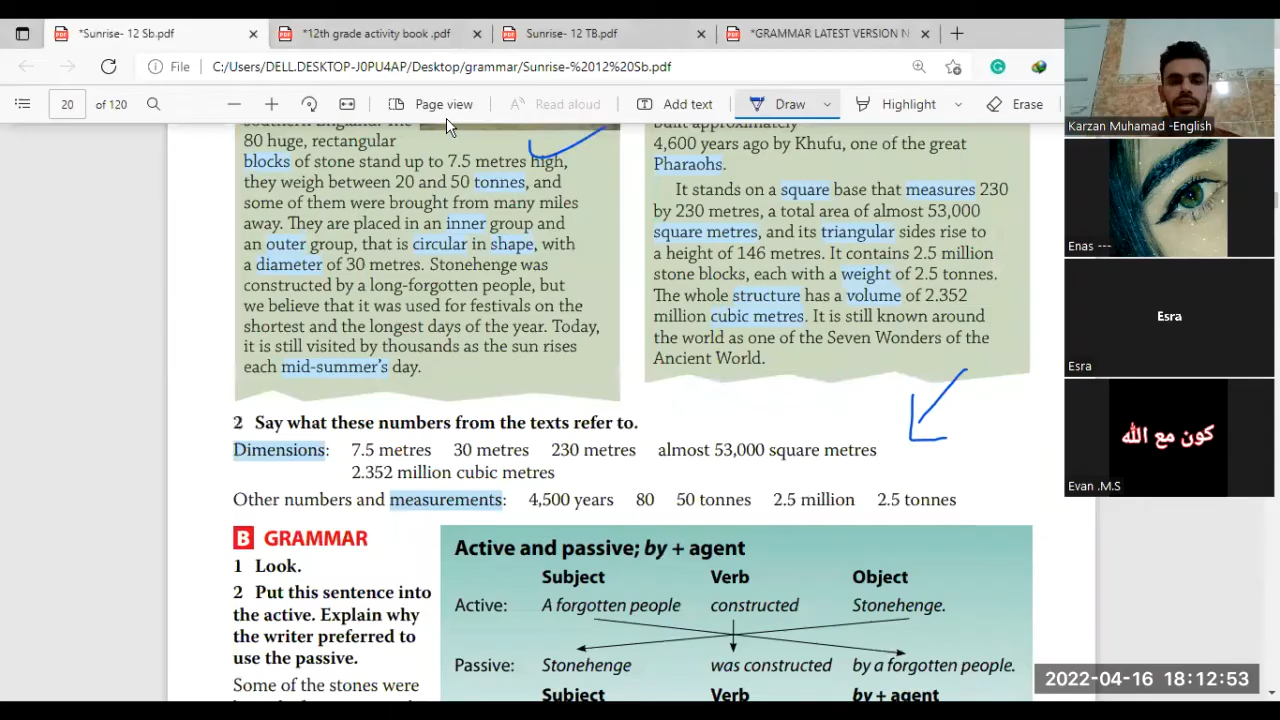 *Sunrise- 12 Sb.pdf
*12th grade activity book .pdf
Sunrise- 12 TB.pdf
*GRAMMAR LATEST VERSION N
File
C:/Users/DELL.DESKTOP-J0PU4AP/Desktop/grammar/Sunrise-%2012%20Sb.pdf
20 of 120
Page view
Read aloud
Add text
Draw
Highlight
Erase
southern England. The
80 huge, rectangular
blocks of stone stand up to 7.5 metres high,
they weigh between 20 and 50 tonnes, and
some of them were brought from many miles
away. They are placed in an inner group and
an outer group, that is circular in shape, with
a diameter of 30 metres. Stonehenge was
constructed by a long-forgotten people, but
we believe that it was used for festivals on the
shortest and the longest days of the year. Today,
it is still visited by thousands as the sun rises
each mid-summer's day.
built approximately
4,600 years ago by Khufu, one of the great
Pharaohs.
It stands on a square base that measures 230
by 230 metres, a total area of almost 53,000
square metres, and its triangular sides rise to
a height of 146 metres. It contains 2.5 million
stone blocks, each with a weight of 2.5 tonnes.
The whole structure has a volume of 2.352
million cubic metres. It is still known around
the world as one of the Seven Wonders of the
Ancient World.
2 Say what these numbers from the texts refer to.
Dimensions: 7.5 metres 30 metres 230 metres almost 53,000 square metres
2.352 million cubic metres
Other numbers and measurements: 4,500 years 80 50 tonnes 2.5 million 2.5 tonnes
B GRAMMAR
1 Look.
2 Put this sentence into
the active. Explain why
the writer preferred to
use the passive.
Some of the stones were
Active and passive; by + agent
Subject Verb Object
Active: A forgotten people constructed Stonehenge.
Passive: Stonehenge was constructed by a forgotten people.
Subject Verb by + agent
Karzan Muhamad -English
Enas ---
Esra
Esra
كون مع الله
Evan .M.S
2022-04-16 18:12:53